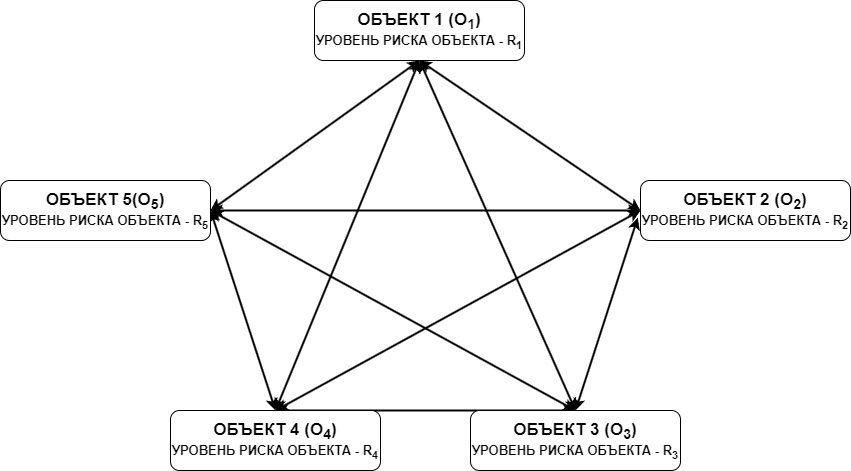 ОБЪЕКТ 1 (O₁)
УРОВЕНЬ РИСКА ОБЪЕКТА - R₁
ОБЪЕКТ 5(O₅)
УРОВЕНЬ РИСКА ОБЪЕКТА - R₅
ОБЪЕКТ 2 (O₂)
УРОВЕНЬ РИСКА ОБЪЕКТА - R₂
ОБЪЕКТ 4 (O₄)
УРОВЕНЬ РИСКА ОБЪЕКТА - R₄
ОБЪЕКТ 3 (O₃)
УРОВЕНЬ РИСКА ОБЪЕКТА - R₃